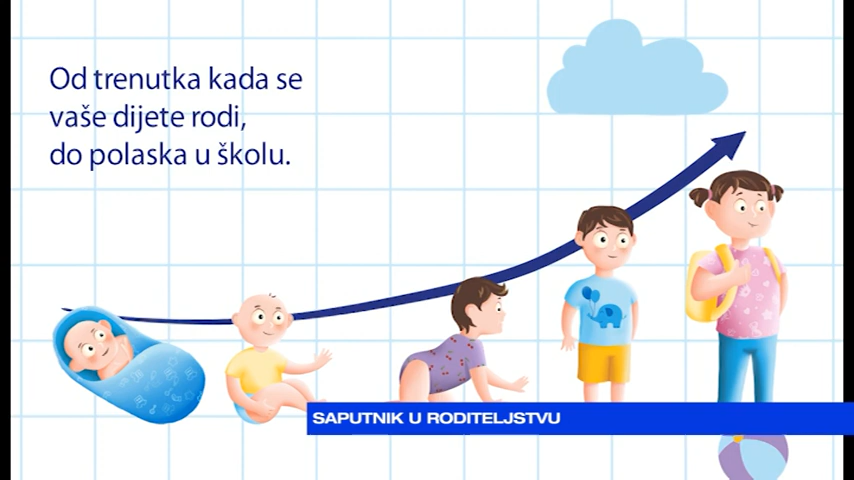 Od trenutka kada se
vaše dijete rodi,
do polaska u školu.
SAPUTNIK U RODITELJSTVU